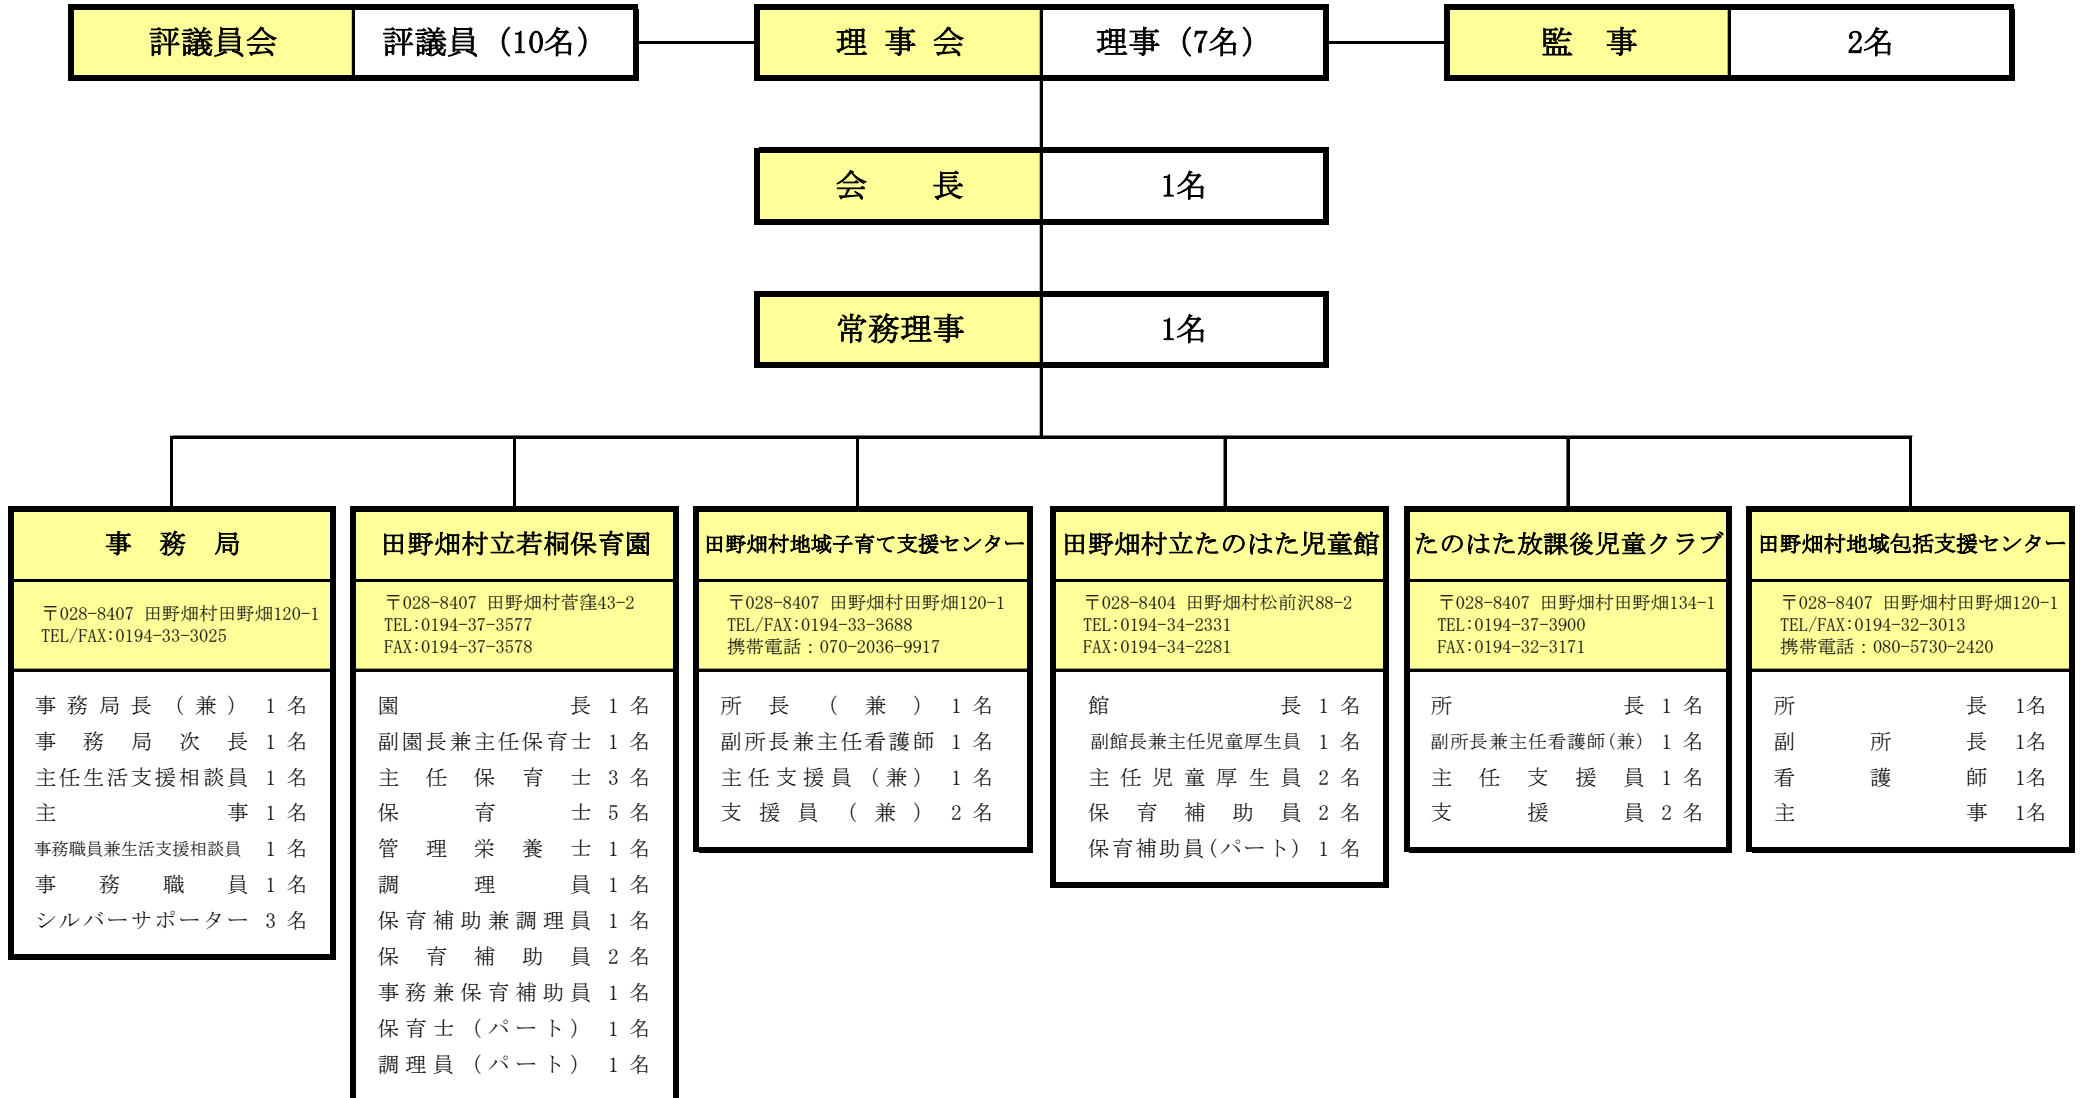 評議員会 評議員（10名）
理 事 会 理事（7名）
監　事 2名
会　　長 1名
常務理事 1名
事　務　局
〒028-8407 田野畑村田野畑120-1
TEL/FAX:0194-33-3025
事務局長（兼） 1名
事務局次長 1名
主任生活支援相談員 1名
主事 1名
事務職員兼生活支援相談員 1名
事務職員 1名
シルバーサポーター 3名
田野畑村立若桐保育園
〒028-8407 田野畑村菅窪43-2
TEL:0194-37-3577
FAX:0194-37-3578
園長 1名
副園長兼主任保育士 1名
主任保育士 3名
保育士 5名
管理栄養士 1名
調理員 1名
保育補助兼調理員 1名
保育補助員 2名
事務兼保育補助員 1名
保育士（パート） 1名
調理員（パート） 1名
田野畑村地域子育て支援センター
〒028-8407 田野畑村田野畑120-1
TEL/FAX:0194-33-3688
携帯電話：070-2036-9917
所長（兼） 1名
副所長兼主任看護師 1名
主任支援員（兼） 1名
支援員（兼） 2名
田野畑村立たのはた児童館
〒028-8404 田野畑村松前沢88-2
TEL:0194-34-2331
FAX:0194-34-2281
館長 1名
副館長兼主任児童厚生員 1名
主任児童厚生員 2名
保育補助員 2名
保育補助員(パート) 1名
たのはた放課後児童クラブ
〒028-8407 田野畑村田野畑134-1
TEL:0194-37-3900
FAX:0194-32-3171
所長 1名
副所長兼主任看護師(兼) 1名
主任支援員 1名
支援員 2名
田野畑村地域包括支援センター
〒028-8407 田野畑村田野畑120-1
TEL/FAX:0194-32-3013
携帯電話：080-5730-2420
所長 1名
副所長 1名
看護師 1名
主事 1名